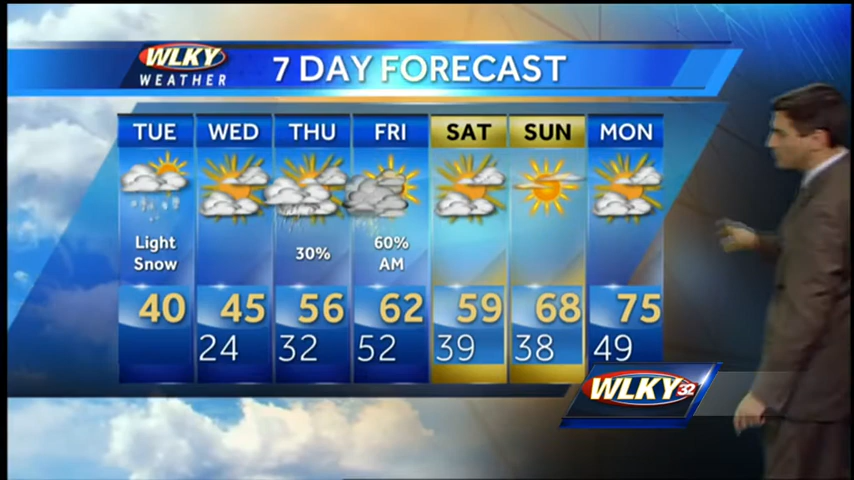 WLKY
WEATHER
7 DAY FORECAST
TUE WED THU FRI SAT SUN MON
Light
Snow
30%
60%
AM
40 45 56 62 59 68 75
24 32 52 39 38 49
WLKY 32